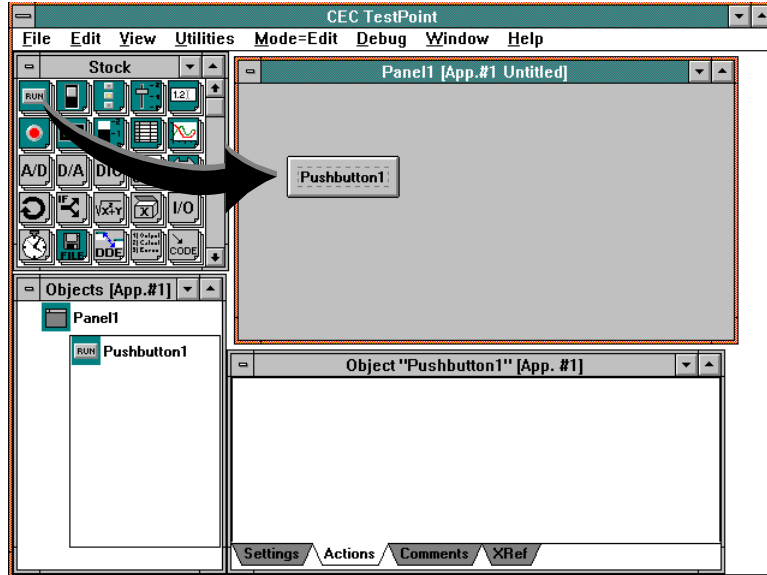 CEC TestPoint
File Edit View Utilities Mode=Edit Debug Window Help
Stock
RUN
1.2
A/D D/A
IF I/O
FILE DDE CODE
Panel1 [App.#1 Untitled]
Pushbutton1
Objects [App.#1]
Panel1
RUN Pushbutton1
Object "Pushbutton1" [App. #1]
Settings Actions Comments XRef